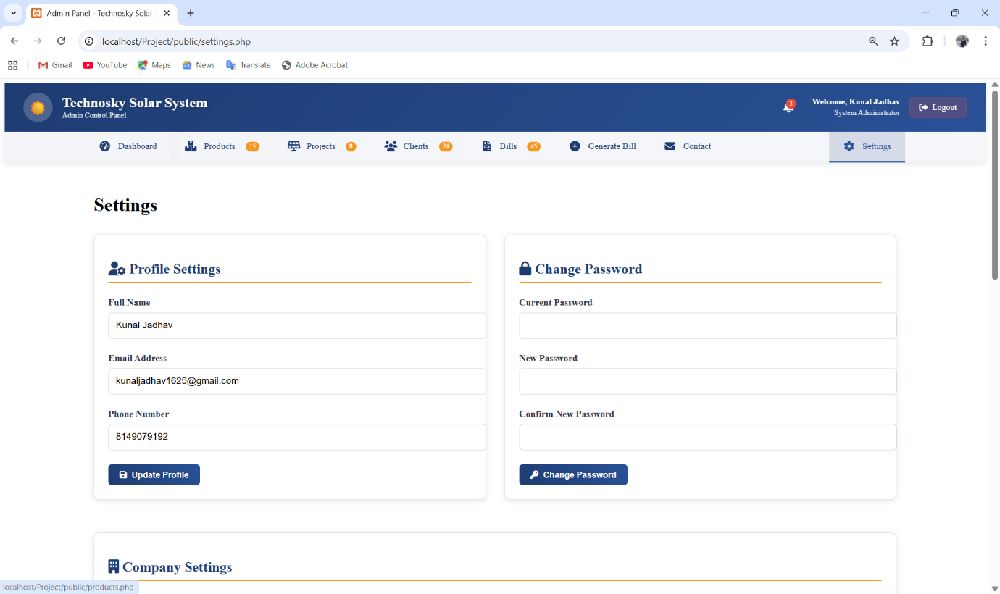 Admin Panel - Technosky Solar
localhost/Project/public/settings.php
Gmail YouTube Maps News Translate Adobe Acrobat
Technosky Solar System
Admin Control Panel
3
Welcome, Kunal Jadhav
System Administrator
Logout
Dashboard Products 15 Projects 8 Clients 24 Bills 45 Generate Bill Contact Settings
Settings
Profile Settings
Full Name
Kunal Jadhav
Email Address
kunaljadhav1625@gmail.com
Phone Number
8149079192
Update Profile
Change Password
Current Password
New Password
Confirm New Password
Change Password
Company Settings
localhost/Project/public/products.php